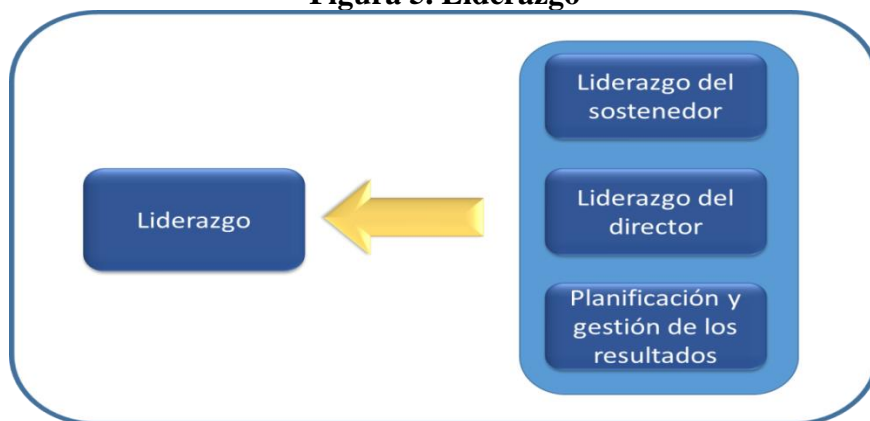 Figura 3. Liderazgo
Liderazgo del
sostenedor
Liderazgo
Liderazgo del
director
Planificación y
gestión de los
resultados